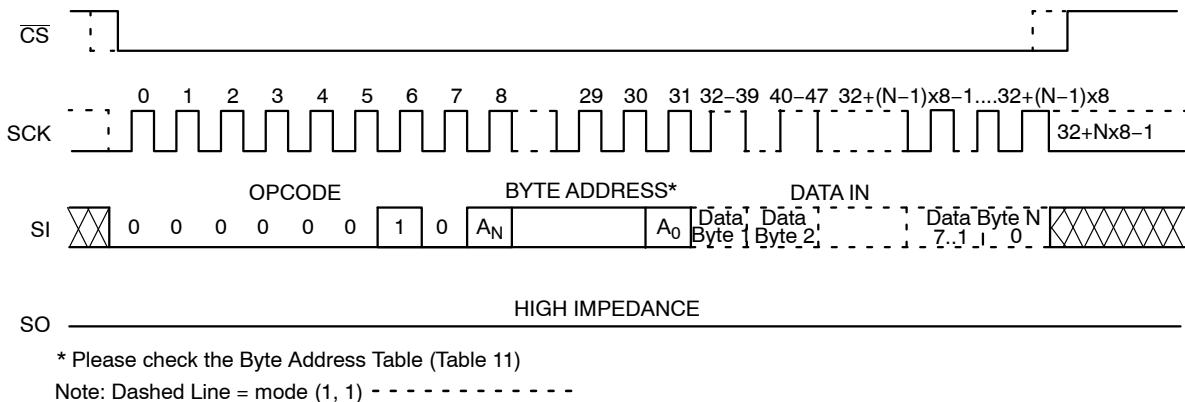 CS
0 1 2 3 4 5 6 7 8 29 30 31 32–39 40–47 32+(N–1)x8–1....32+(N–1)x8
SCK
32+Nx8–1
OPCODE BYTE ADDRESS* DATA IN
SI 0 0 0 0 0 0 1 0 AN A0 Data Byte 1 Data Byte 2 Data Byte N
7..1 0
HIGH IMPEDANCE
SO
* Please check the Byte Address Table (Table 11)
Note: Dashed Line = mode (1, 1)